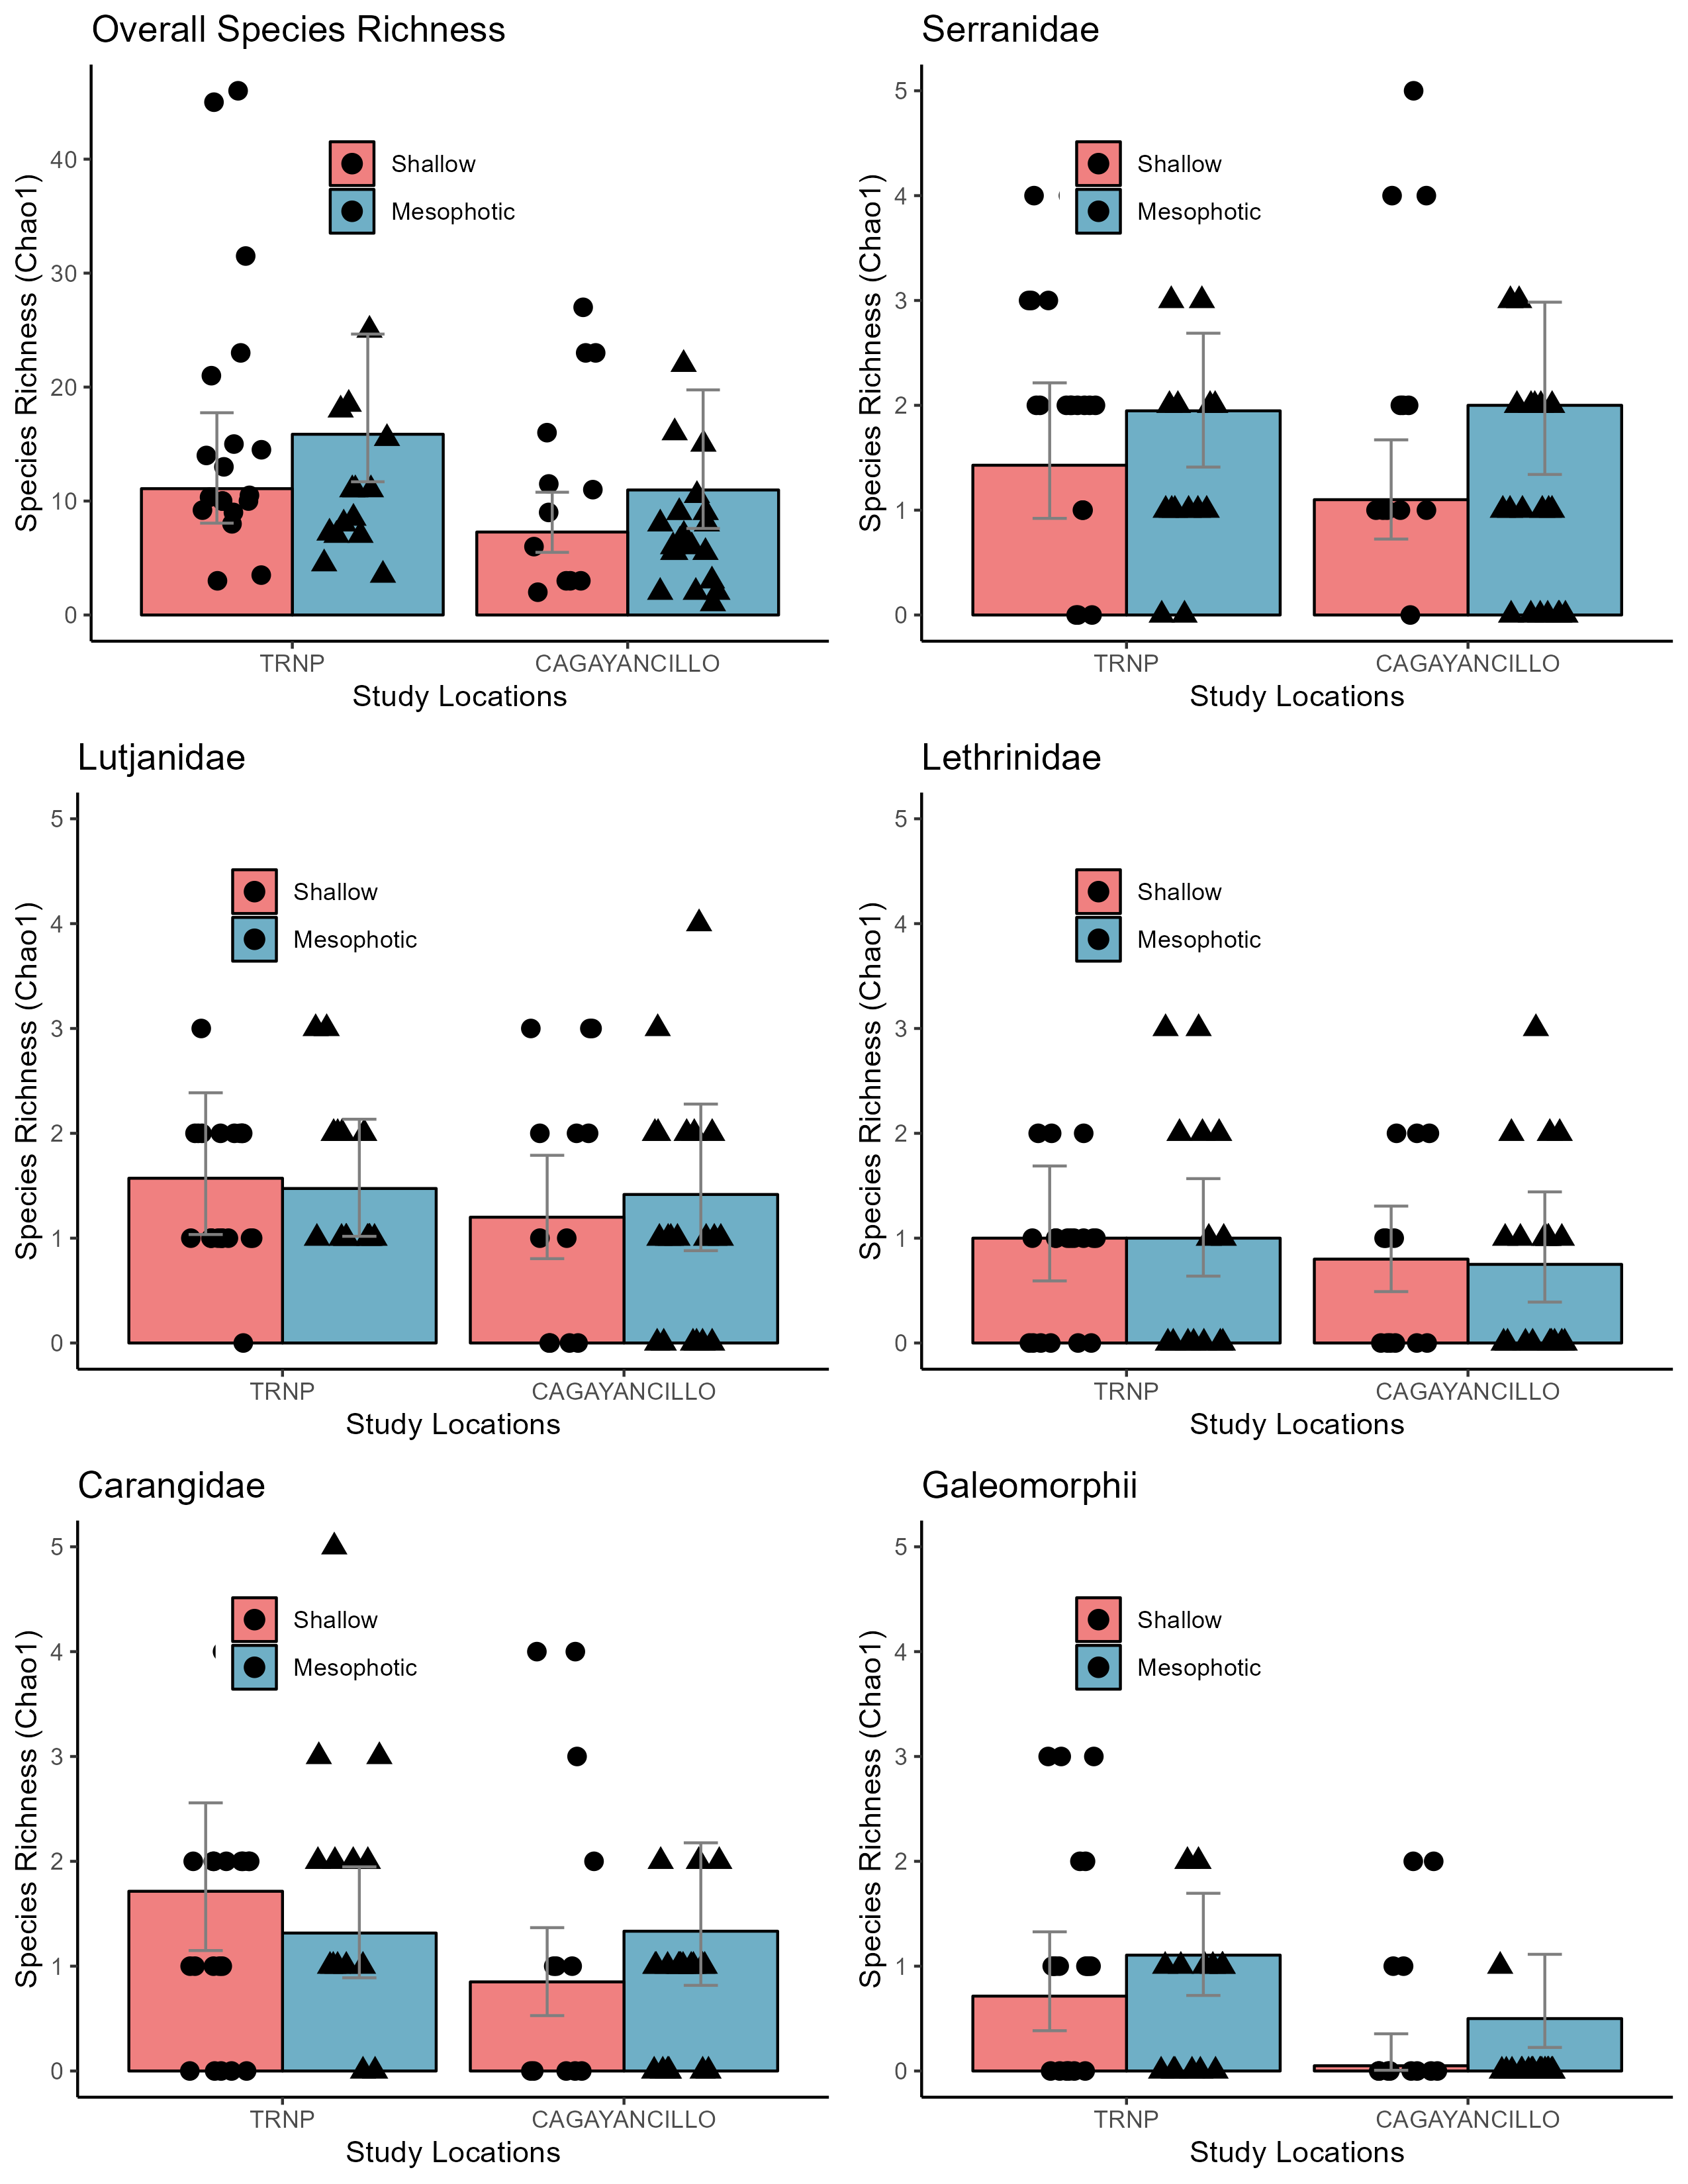 Overall Species Richness
Species Richness (Chao1)
40
30
20
10
0
Shallow
Mesophotic
TRNP CAGAYANCILLO
Study Locations
Serranidae
Species Richness (Chao1)
5
4
3
2
1
0
Shallow
Mesophotic
TRNP CAGAYANCILLO
Study Locations
Lutjanidae
Species Richness (Chao1)
5
4
3
2
1
0
Shallow
Mesophotic
TRNP CAGAYANCILLO
Study Locations
Lethrinidae
Species Richness (Chao1)
5
4
3
2
1
0
Shallow
Mesophotic
TRNP CAGAYANCILLO
Study Locations
Carangidae
Species Richness (Chao1)
5
4
3
2
1
0
Shallow
Mesophotic
TRNP CAGAYANCILLO
Study Locations
Galeomorphii
Species Richness (Chao1)
5
4
3
2
1
0
Shallow
Mesophotic
TRNP CAGAYANCILLO
Study Locations